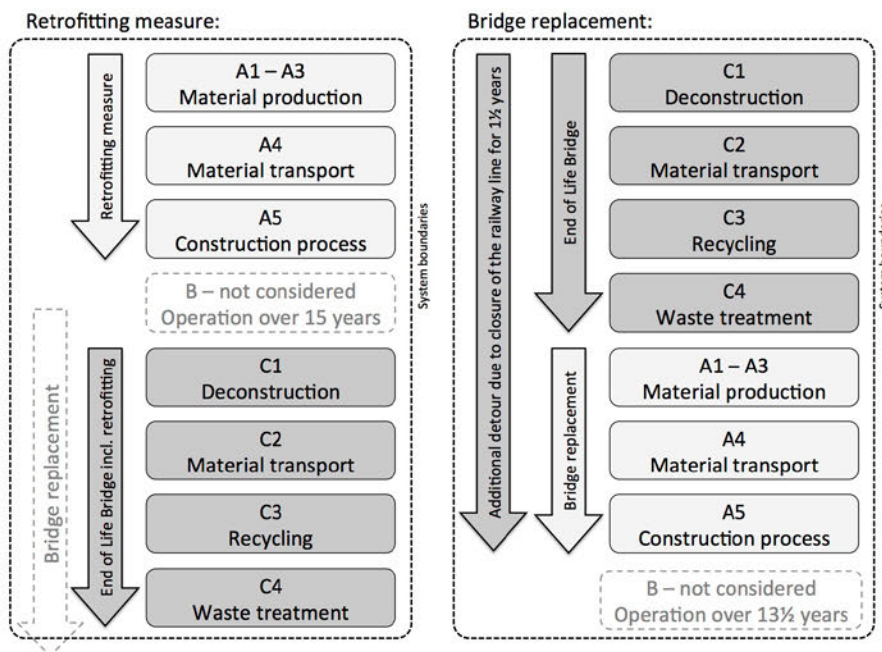 Retrofitting measure:
Retrofitting measure
A1 – A3
Material production
A4
Material transport
A5
Construction process
B – not considered
Operation over 15 years
Bridge replacement
End of Life Bridge incl. retrofitting
C1
Deconstruction
C2
Material transport
C3
Recycling
C4
Waste treatment
System boundaries
Bridge replacement:
Additional detour due to closure of the railway line for 1½ years
End of Life Bridge
C1
Deconstruction
C2
Material transport
C3
Recycling
C4
Waste treatment
Bridge replacement
A1 – A3
Material production
A4
Material transport
A5
Construction process
B – not considered
Operation over 13½ years